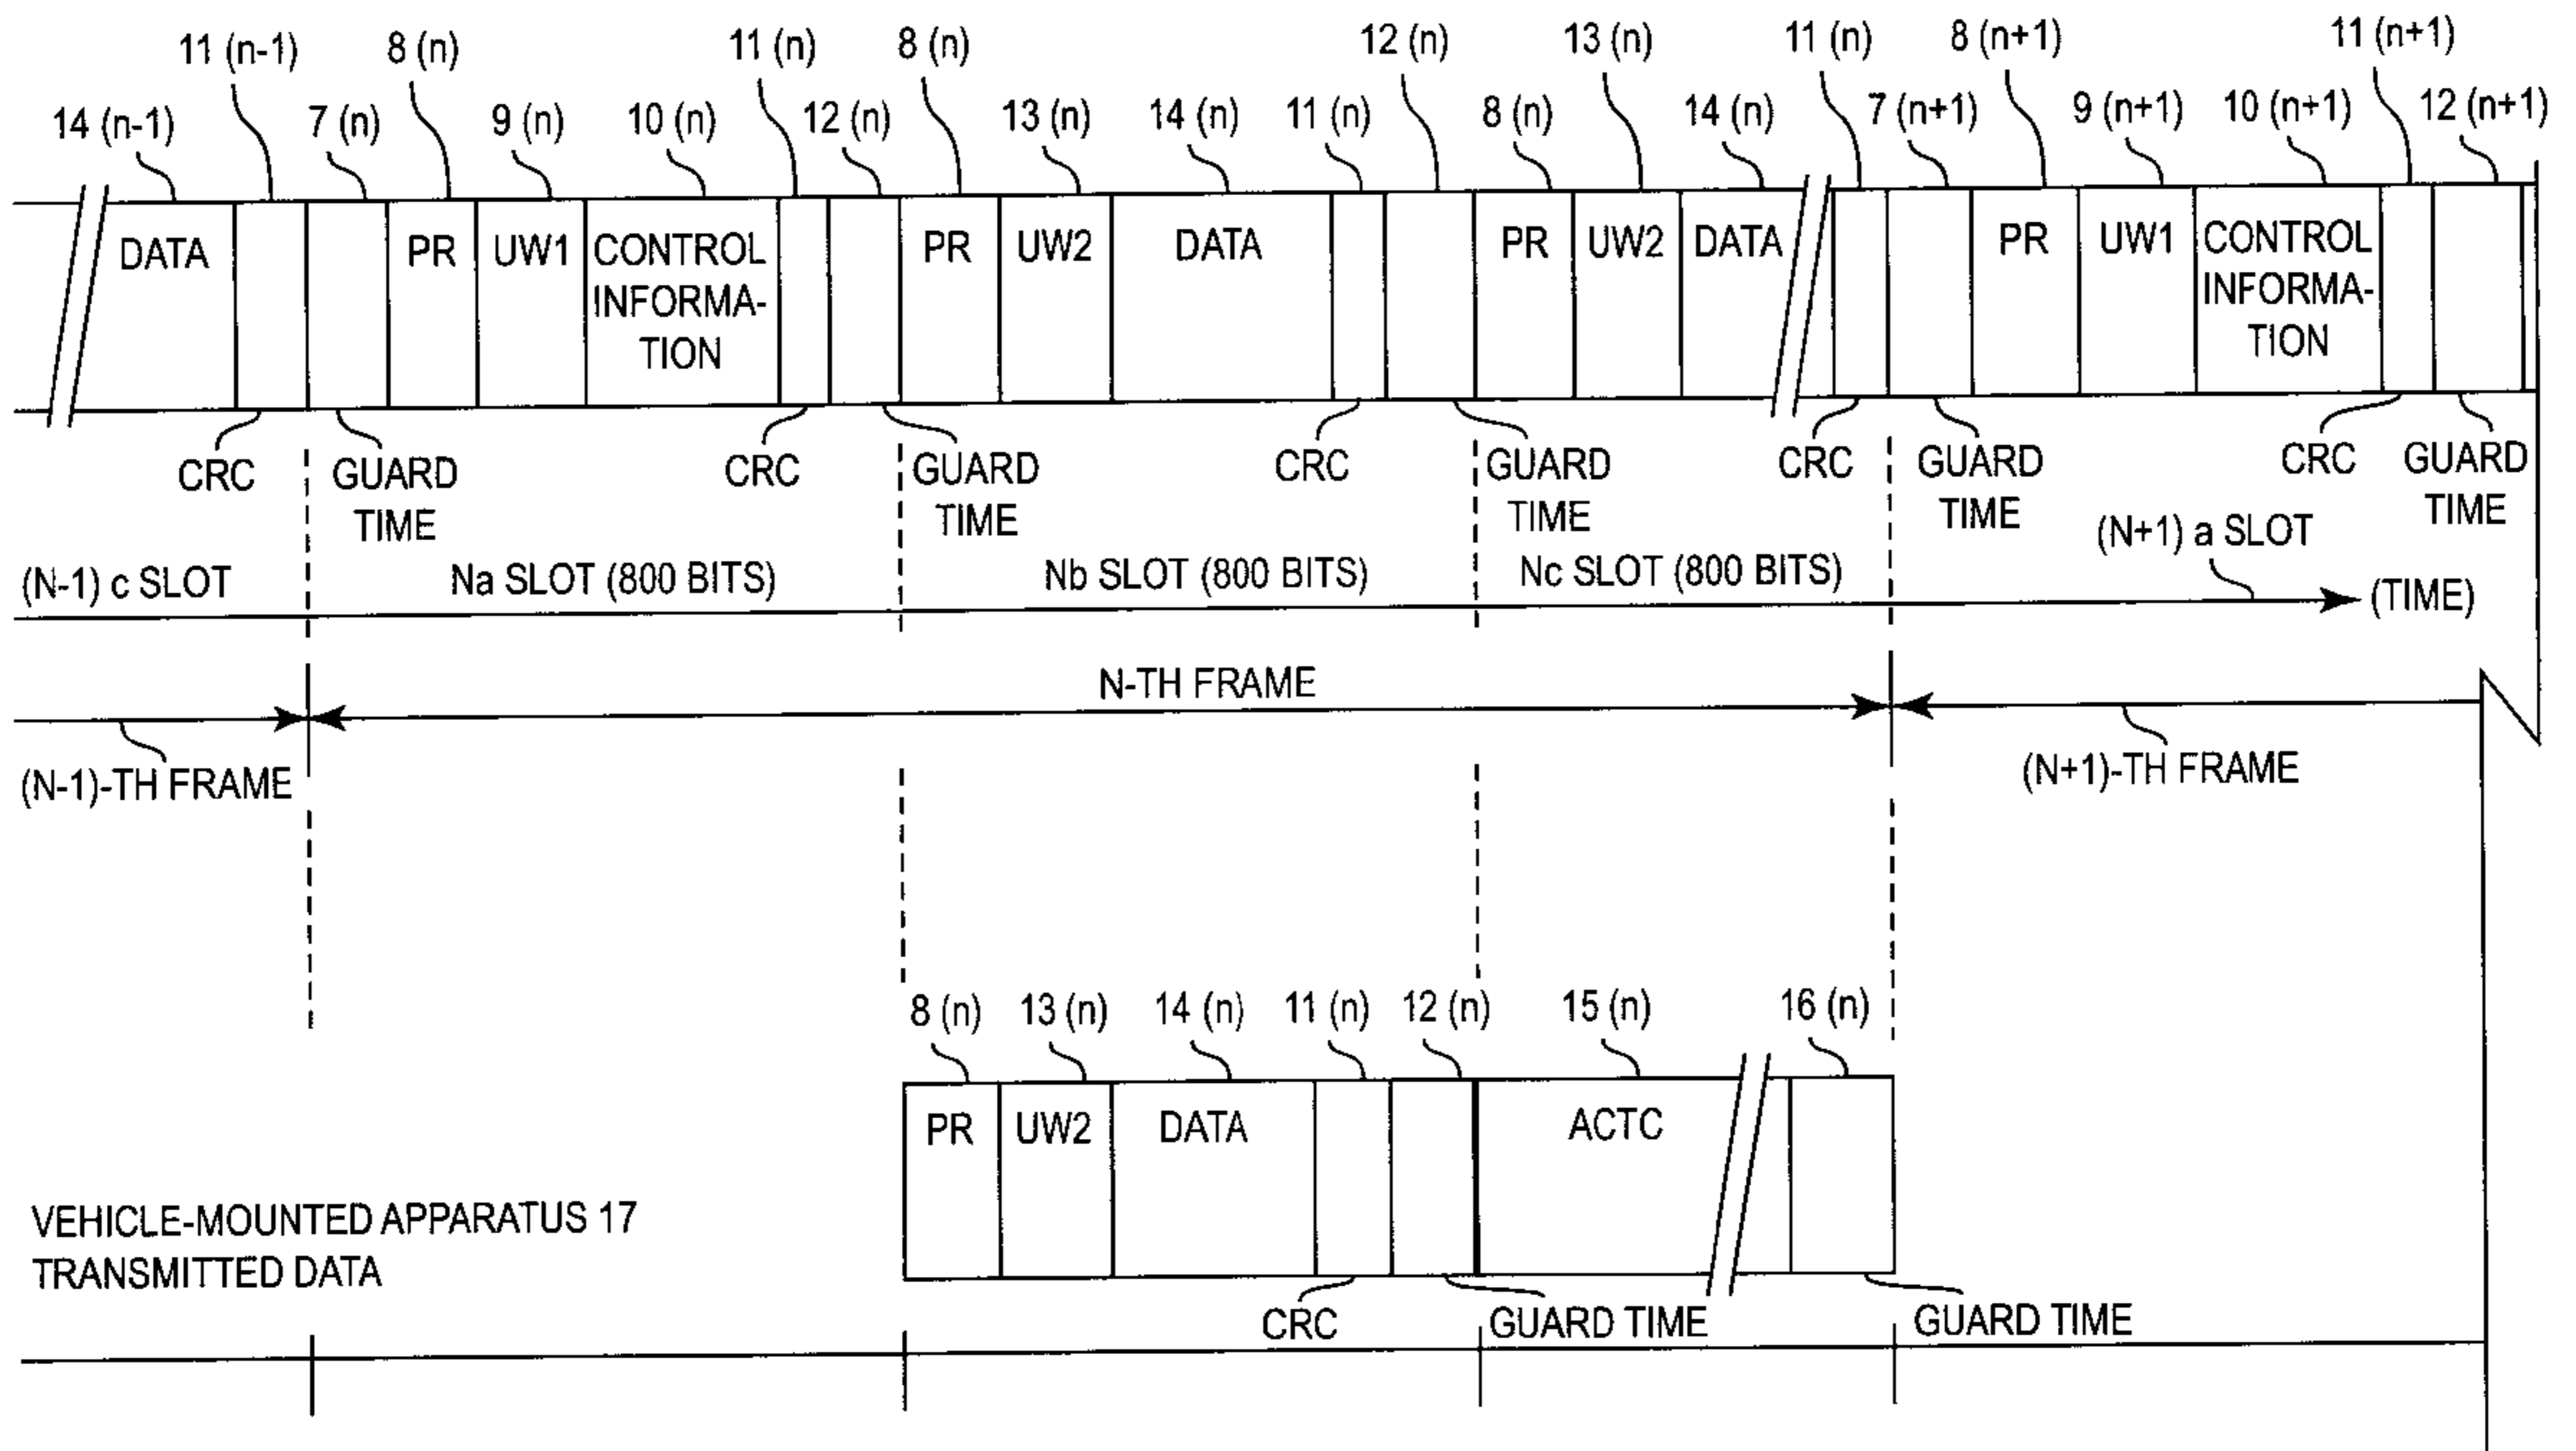 11 (n-1) 8 (n) 11 (n) 8 (n) 12 (n) 13 (n) 11 (n) 8 (n+1) 11 (n+1)
14 (n-1) 7 (n) 9 (n) 10 (n) 12 (n) 13 (n) 14 (n) 11 (n) 8 (n) 14 (n) 7 (n+1) 9 (n+1) 10 (n+1) 12 (n+1)
DATA PR UW1 CONTROL PR UW2 DATA PR UW2 DATA PR UW1 CONTROL
INFORMA- INFORMA-
TION TION
CRC GUARD CRC GUARD CRC GUARD CRC GUARD CRC GUARD
TIME TIME TIME TIME TIME
(N-1) c SLOT Na SLOT (800 BITS) Nb SLOT (800 BITS) Nc SLOT (800 BITS) (N+1) a SLOT
(TIME)
N-TH FRAME
(N-1)-TH FRAME (N+1)-TH FRAME
8 (n) 13 (n) 14 (n) 11 (n) 12 (n) 15 (n) 16 (n)
PR UW2 DATA ACTC
VEHICLE-MOUNTED APPARATUS 17
TRANSMITTED DATA
CRC GUARD TIME GUARD TIME